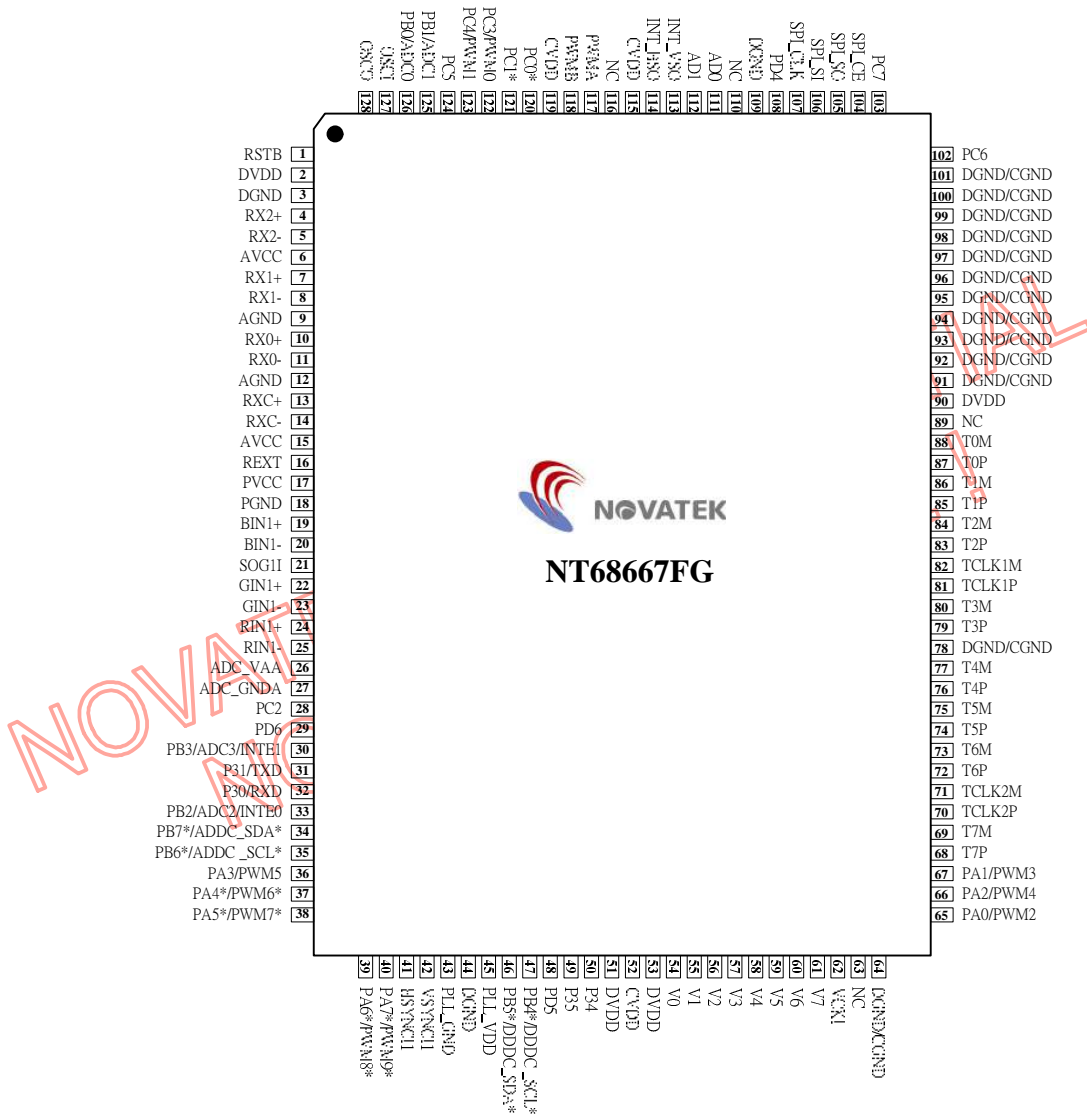 OSCO 128
OSCI 127
PB0/ADC0 126
PB1/ADC1 125
PC5 124
PC4/PWM1 123
PC3/PWM0 122
PC1* 121
PC0* 120
CVDD 119
PWMB 118
PWMA 117
NC 116
CVDD 115
INT_HSO 114
INT_VSO 113
AD1 112
AD0 111
NC 110
DGND 109
PD4 108
SPI_CLK 107
SPI_SI 106
SPI_SO 105
SPI_CE 104
PC7 103
RSTB 1
DVDD 2
DGND 3
RX2+ 4
RX2- 5
AVCC 6
RX1+ 7
RX1- 8
AGND 9
RX0+ 10
RX0- 11
AGND 12
RXC+ 13
RXC- 14
AVCC 15
REXT 16
PVCC 17
PGND 18
BIN1+ 19
BIN1- 20
SOG1I 21
GIN1+ 22
GIN1- 23
RIN1+ 24
RIN1- 25
ADC_VAA 26
ADC_GNDA 27
PC2 28
PD6 29
PB3/ADC3/INTE1 30
P31/TXD 31
P30/RXD 32
PB2/ADC2/INTE0 33
PB7*/ADDC_SDA* 34
PB6*/ADDC _SCL* 35
PA3/PWM5 36
PA4*/PWM6* 37
PA5*/PWM7* 38
NOVATEK
NT68667FG
102 PC6
101 DGND/CGND
100 DGND/CGND
99 DGND/CGND
98 DGND/CGND
97 DGND/CGND
96 DGND/CGND
95 DGND/CGND
94 DGND/CGND
93 DGND/CGND
92 DGND/CGND
91 DGND/CGND
90 DVDD
89 NC
88 T0M
87 T0P
86 T1M
85 T1P
84 T2M
83 T2P
82 TCLK1M
81 TCLK1P
80 T3M
79 T3P
78 DGND/CGND
77 T4M
76 T4P
75 T5M
74 T5P
73 T6M
72 T6P
71 TCLK2M
70 TCLK2P
69 T7M
68 T7P
67 PA1/PWM3
66 PA2/PWM4
65 PA0/PWM2
39 PA6*/PWM8*
40 PA7*/PWM9*
41 HSYNCI1
42 VSYNCI1
43 PLL_GND
44 DGND
45 PLL_VDD
46 PB5*/DDDC_SDA*
47 PB4*/DDDC_SCL*
48 PD5
49 P35
50 P34
51 DVDD
52 CVDD
53 DVDD
54 V0
55 V1
56 V2
57 V3
58 V4
59 V5
60 V6
61 V7
62 VCKI
63 NC
64 DGND/CGND